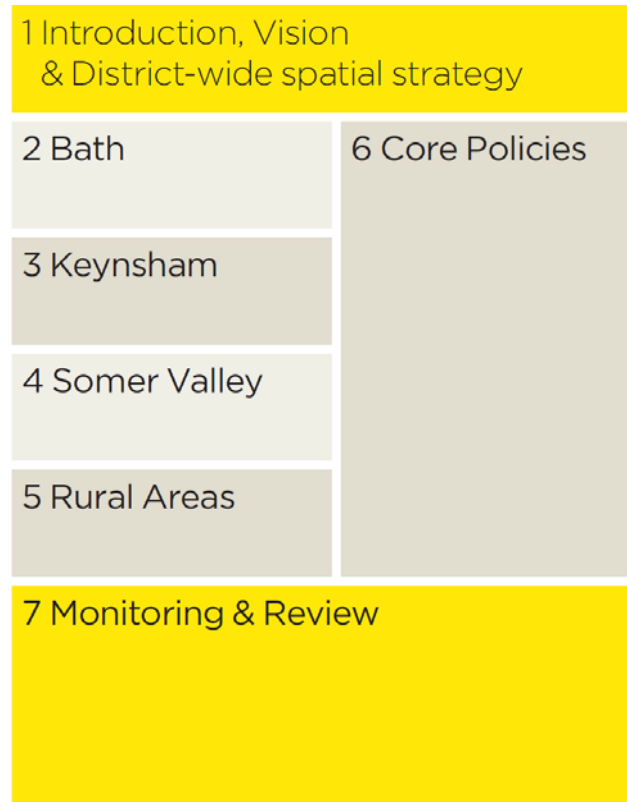 1 Introduction, Vision
& District-wide spatial strategy
2 Bath
3 Keynsham
4 Somer Valley
5 Rural Areas
6 Core Policies
7 Monitoring & Review